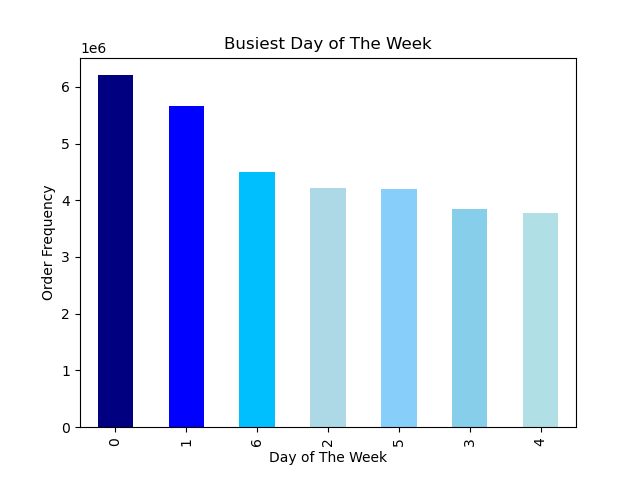 Busiest Day of The Week
1e6
6
5
4
3
2
1
0
Order Frequency
0 1 6 2 5 3 4
Day of The Week